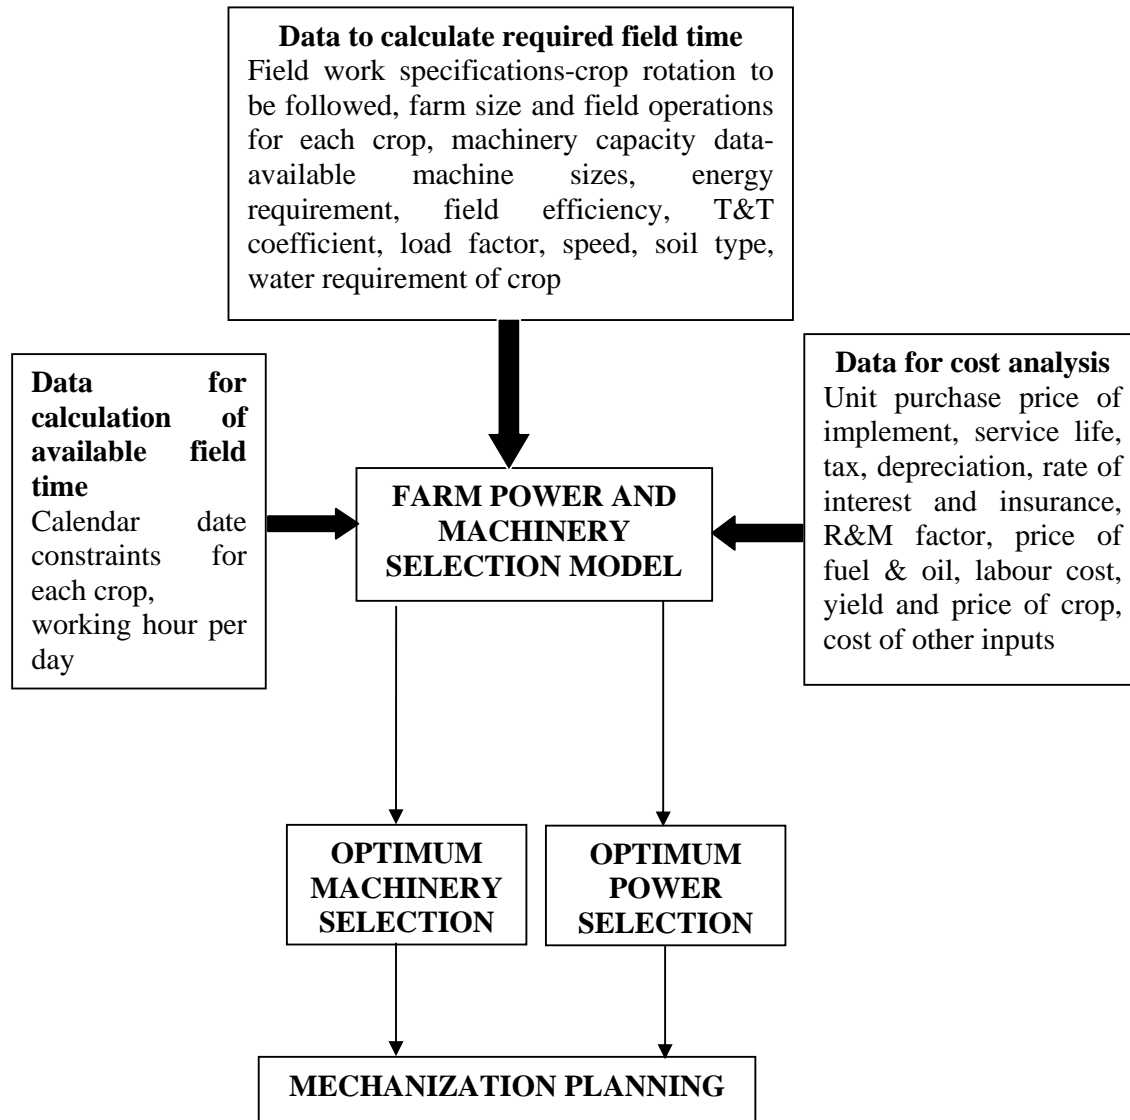 Data to calculate required field time
Field work specifications-crop rotation to
be followed, farm size and field operations
for each crop, machinery capacity data-
available machine sizes, energy
requirement, field efficiency, T&T
coefficient, load factor, speed, soil type,
water requirement of crop
Data for
calculation of
available field
time
Calendar date
constraints for
each crop,
working hour per
day
FARM POWER AND
MACHINERY
SELECTION MODEL
Data for cost analysis
Unit purchase price of
implement, service life,
tax, depreciation, rate of
interest and insurance,
R&M factor, price of
fuel & oil, labour cost,
yield and price of crop,
cost of other inputs
OPTIMUM
MACHINERY
SELECTION
OPTIMUM
POWER
SELECTION
MECHANIZATION PLANNING